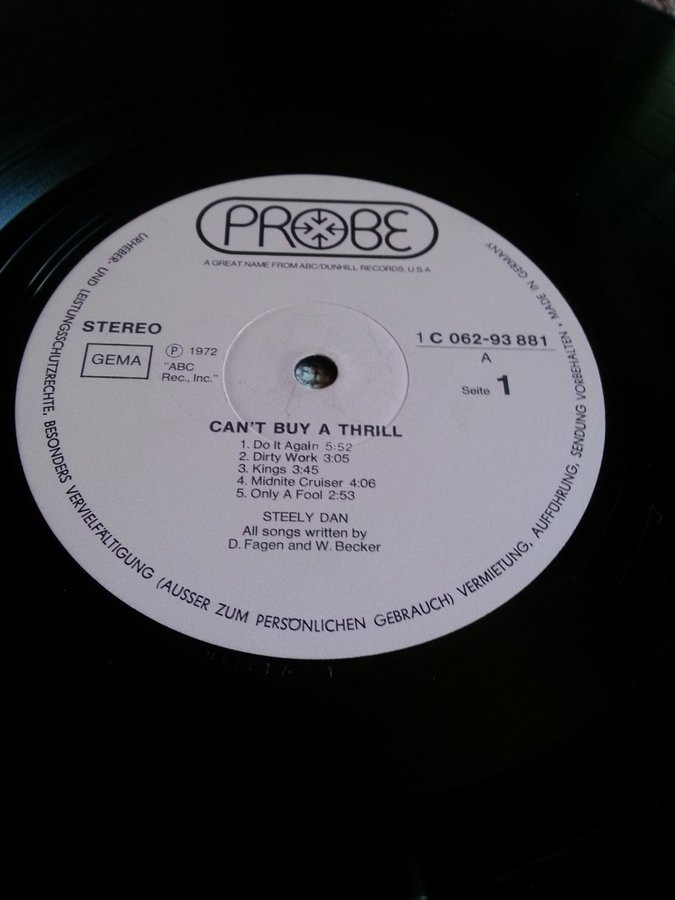 PROBE
A GREAT NAME FROM ABC/DUNHILL RECORDS, U.S.A
STEREO
GEMA
Ⓟ 1972
"ABC
Rec., Inc."
1 C 062-93 881
A
Seite 1
CAN'T BUY A THRILL
1. Do It Again 5:52
2. Dirty Work 3:05
3. Kings 3:45
4. Midnite Cruiser 4:06
5. Only A Fool 2:53
STEELY DAN
All songs written by
D. Fagen and W. Becker
URHEBER- UND LEISTUNGSSCHUTZRECHTE, BESONDERS VERVIELFÄLTIGUNG (AUSSER ZUM PERSÖNLICHEN GEBRAUCH) VERMIETUNG, AUFFÜHRUNG, SENDUNG VORBEHALTEN • MADE IN GERMANY